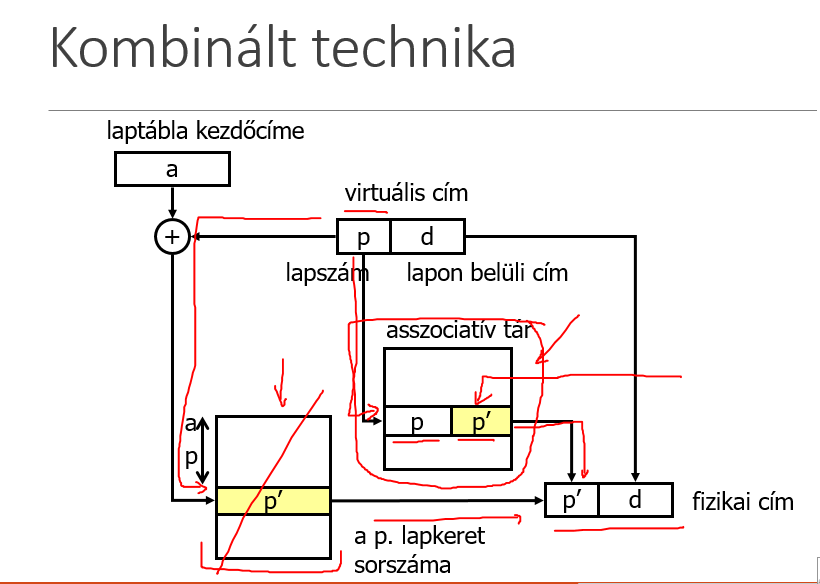 Kombinált technika
laptábla kezdőcíme
a
virtuális cím
+
p d
lapszám lapon belüli cím
asszociatív tár
p p’
a
p
p’
p’ d
fizikai cím
a p. lapkeret
sorszáma